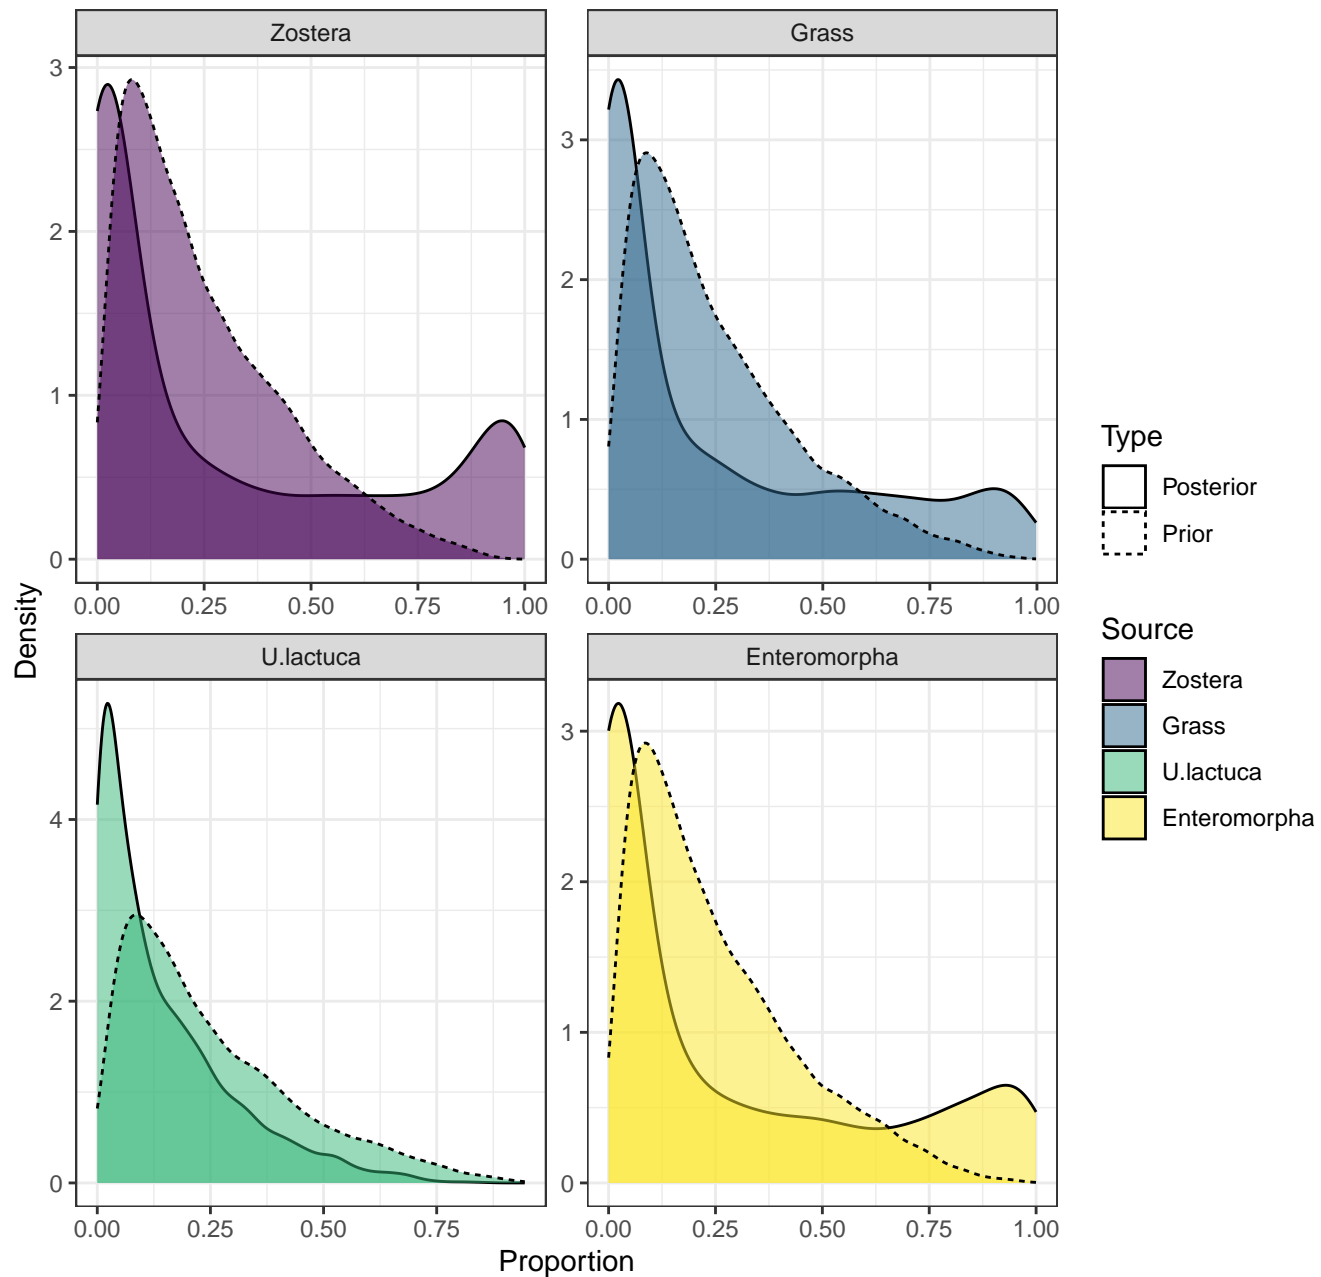 Zostera
Grass
3
2
1
0
3
2
1
0
0.00 0.25 0.50 0.75 1.00
0.00 0.25 0.50 0.75 1.00
Density
U.lactuca
Enteromorpha
4
2
0
3
2
1
0
0.00 0.25 0.50 0.75
0.00 0.25 0.50 0.75 1.00
Proportion
Type
Posterior
Prior
Source
Zostera
Grass
U.lactuca
Enteromorpha